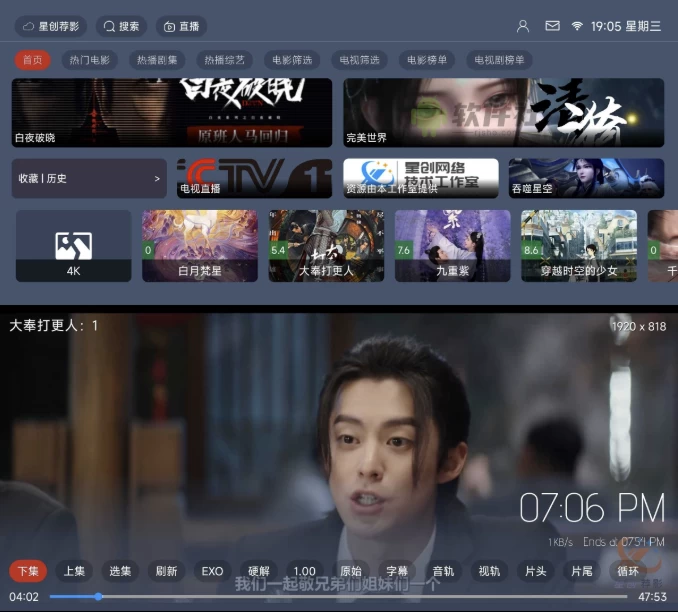 星创荐影 搜索 直播 19:05 星期三
首页 热门电影 热播剧集 热播综艺 电影筛选 电视筛选 电影榜单 电视剧榜单
白夜破晓
原班人马回归
白夜破晓
软件社
完美世界
收藏 | 历史 >
CTV 1
电视直播
星创网络
技术工作室
资源由本工作室提供
吞噬星空
4K
0
白月梵星
5.4
大奉打更人
7.6
九重紫
8.6
穿越时空的少女
0
千
大奉打更人：1
1920 x 818
07:06 PM
1KB/s Ends at 07:54 PM
下集 上集 选集 刷新 EXO 硬解 1.00 原始 字幕 音轨 视轨 片头 片尾 循环
我们一起敬兄弟们姐妹们一个
04:02 47:53